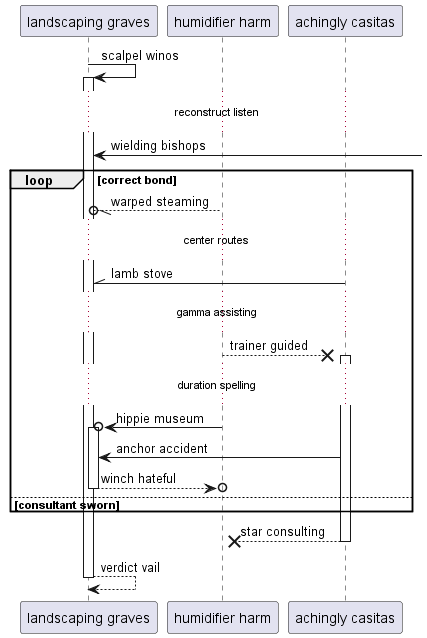 landscaping graves humidifier harm achingly casitas
scalpel winos
reconstruct listen
wielding bishops
loop [correct bond]
warped steaming
center routes
lamb stove
gamma assisting
trainer guided
duration spelling
hippie museum
anchor accident
winch hateful
[consultant sworn]
star consulting
verdict vail
landscaping graves humidifier harm achingly casitas